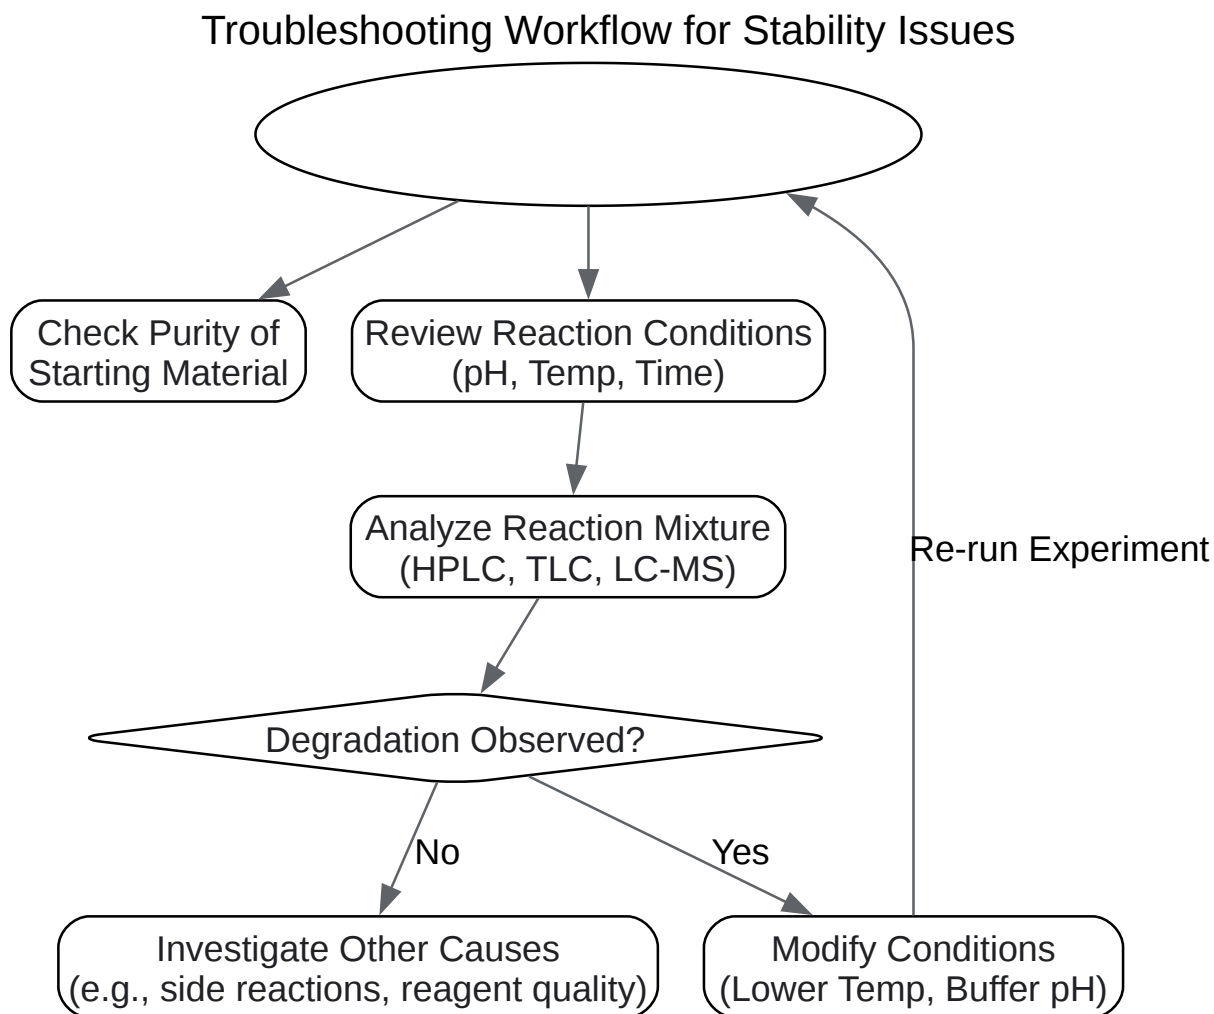 Troubleshooting Workflow for Stability Issues
Check Purity of
Starting Material
Review Reaction Conditions
(pH, Temp, Time)
Analyze Reaction Mixture
(HPLC, TLC, LC-MS)
Re-run Experiment
Degradation Observed?
No
Yes
Investigate Other Causes
(e.g., side reactions, reagent quality)
Modify Conditions
(Lower Temp, Buffer pH)